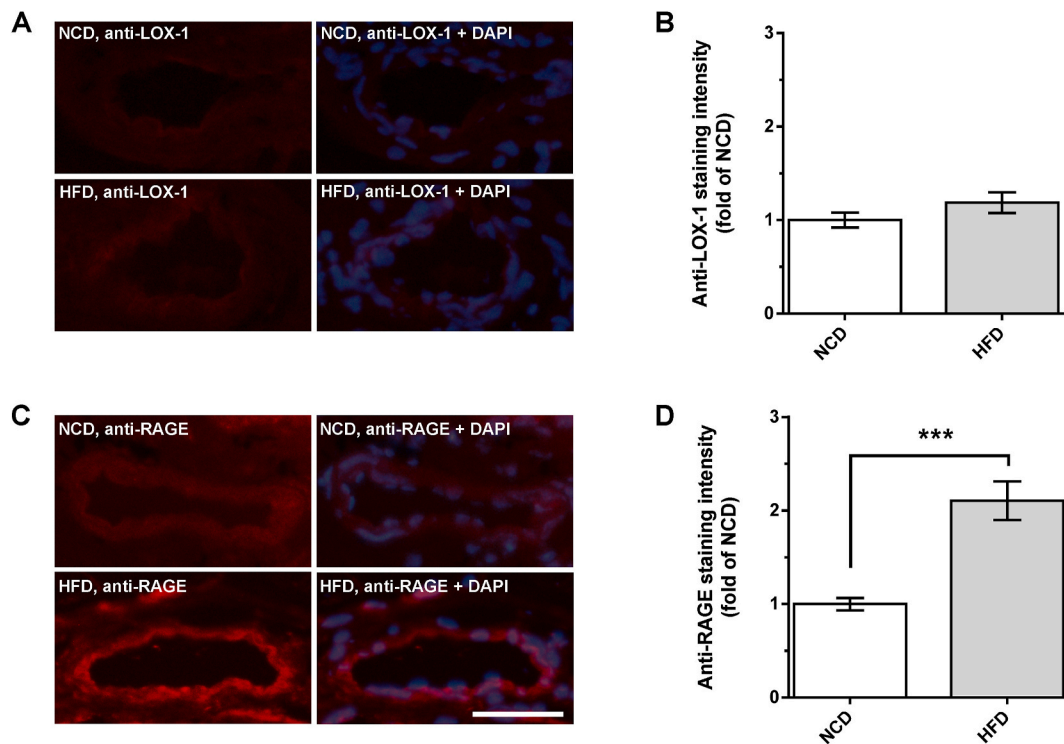 A
NCD, anti-LOX-1
NCD, anti-LOX-1 + DAPI
HFD, anti-LOX-1
HFD, anti-LOX-1 + DAPI
B
Anti-LOX-1 staining intensity
(fold of NCD)
3
2
1
0
NCD
HFD
C
NCD, anti-RAGE
NCD, anti-RAGE + DAPI
HFD, anti-RAGE
HFD, anti-RAGE + DAPI
D
Anti-RAGE staining intensity
(fold of NCD)
3
2
1
0
***
NCD
HFD